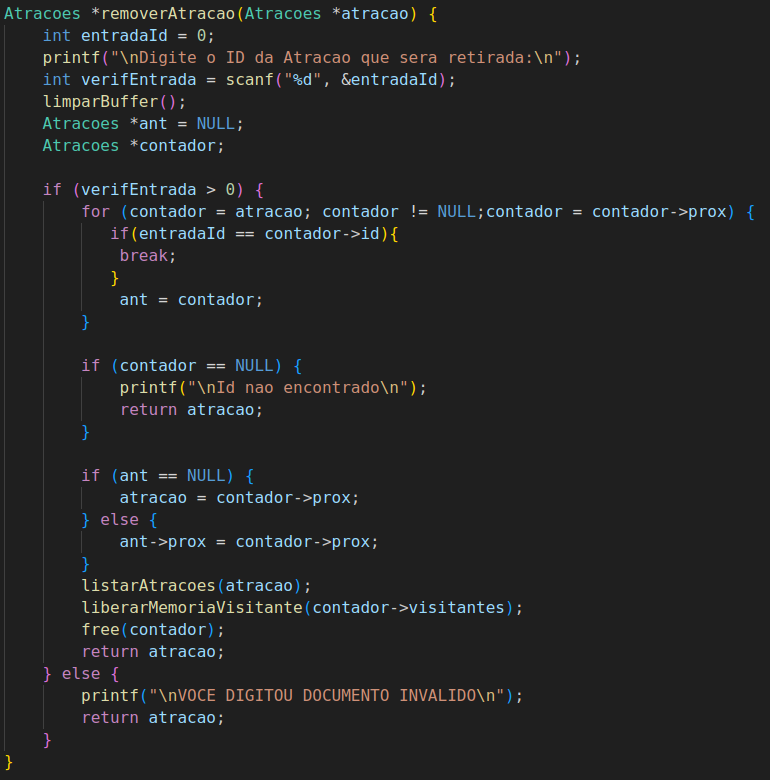 Atracoes *removerAtracao(Atracoes *atracao) {
    int entradaId = 0;
    printf("\nDigite o ID da Atracao que sera retirada:\n");
    int verifEntrada = scanf("%d", &entradaId);
    limparBuffer();
    Atracoes *ant = NULL;
    Atracoes *contador;

    if (verifEntrada > 0) {
        for (contador = atracao; contador != NULL;contador = contador->prox) {
           if(entradaId == contador->id){
            break;
           }
            ant = contador;
        }

        if (contador == NULL) {
            printf("\nId nao encontrado\n");
            return atracao;
        }

        if (ant == NULL) {
            atracao = contador->prox;
        } else {
            ant->prox = contador->prox;
        }
        listarAtracoes(atracao);
        liberarMemoriaVisitante(contador->visitantes);
        free(contador);
        return atracao;
    } else {
        printf("\nVOCE DIGITOU DOCUMENTO INVALIDO\n");
        return atracao;
    }
}